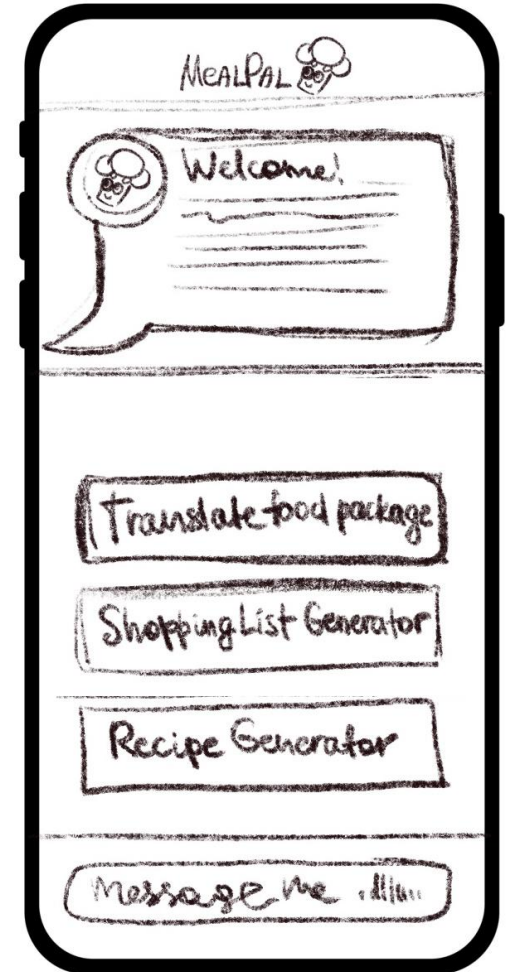 MEALPAL
Welcome!
Translate food package
Shopping List Generator
Recipe Generator
Message me